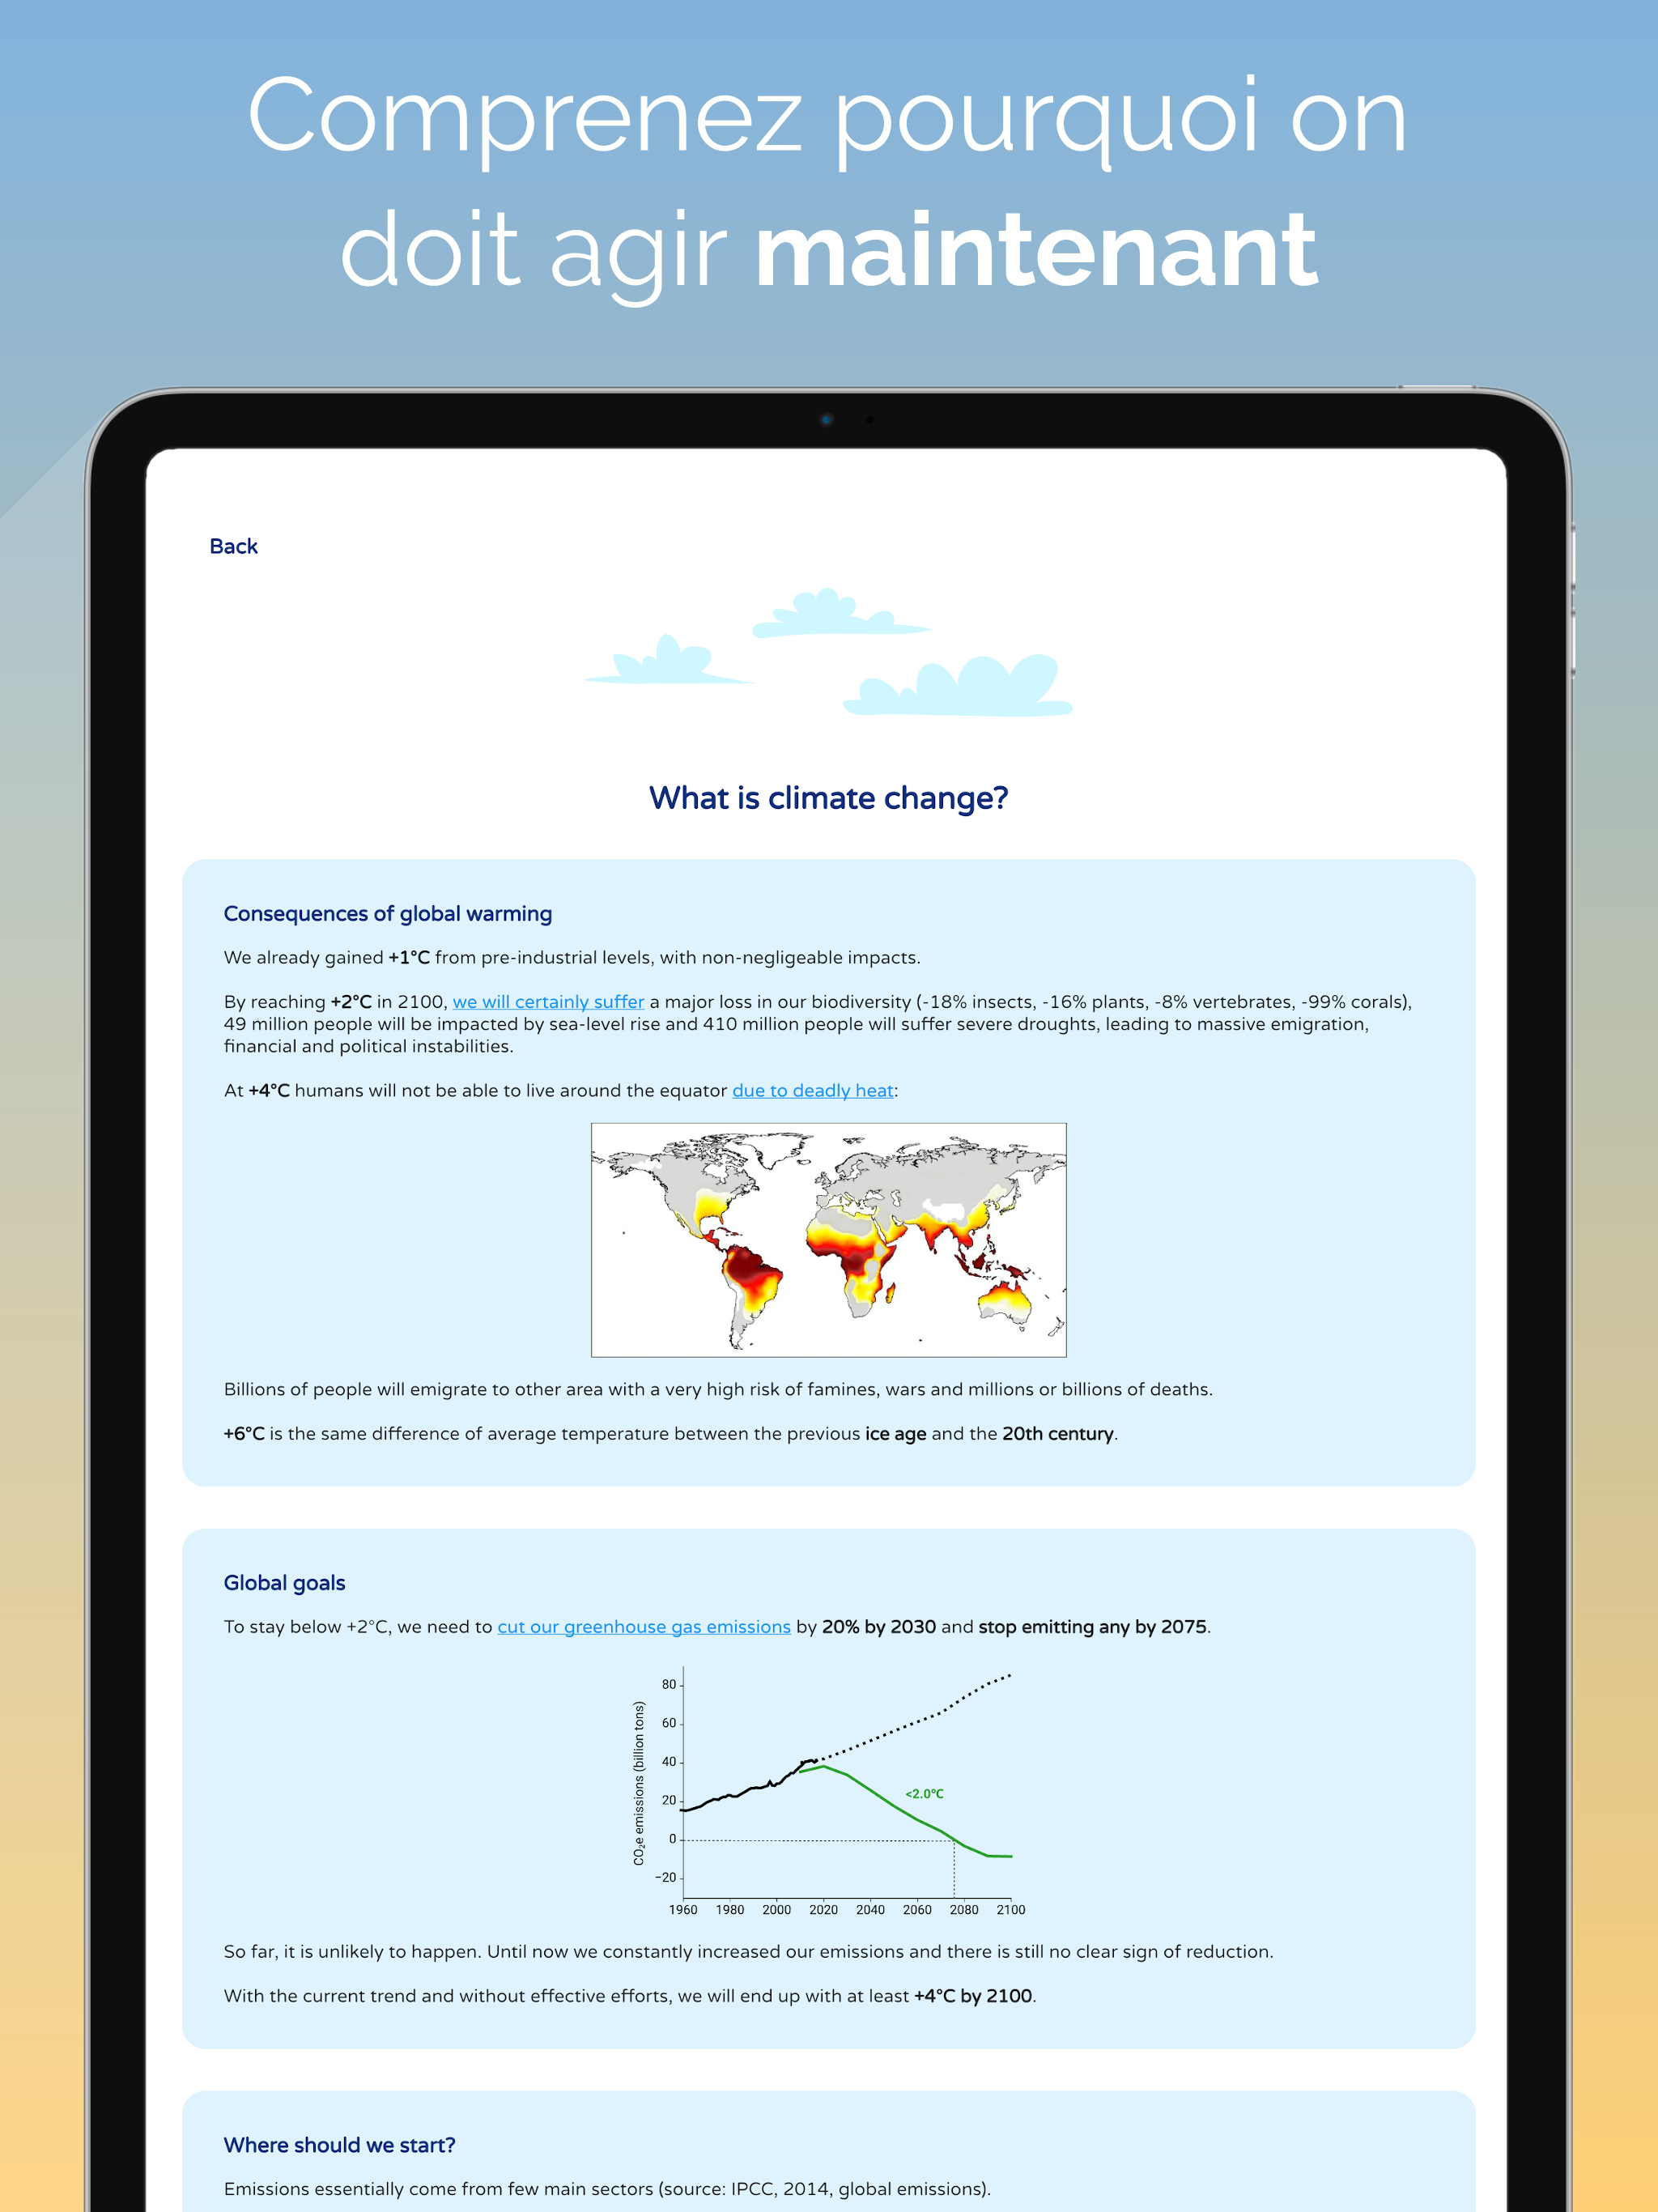 Comprenez pourquoi on
doit agir maintenant
Back
What is climate change?
Consequences of global warming
We already gained +1°C from pre-industrial levels, with non-negligeable impacts.
By reaching +2°C in 2100, we will certainly suffer a major loss in our biodiversity (-18% insects, -16% plants, -8% vertebrates, -99% corals),
49 million people will be impacted by sea-level rise and 410 million people will suffer severe droughts, leading to massive emigration,
financial and political instabilities.
At +4°C humans will not be able to live around the equator due to deadly heat:
Billions of people will emigrate to other area with a very high risk of famines, wars and millions or billions of deaths.
+6°C is the same difference of average temperature between the previous ice age and the 20th century.
Global goals
To stay below +2°C, we need to cut our greenhouse gas emissions by 20% by 2030 and stop emitting any by 2075.
CO₂e emissions (billion tons)
80
60
40
20
0
−20
<2.0°C
1960 1980 2000 2020 2040 2060 2080 2100
So far, it is unlikely to happen. Until now we constantly increased our emissions and there is still no clear sign of reduction.
With the current trend and without effective efforts, we will end up with at least +4°C by 2100.
Where should we start?
Emissions essentially come from few main sectors (source: IPCC, 2014, global emissions).